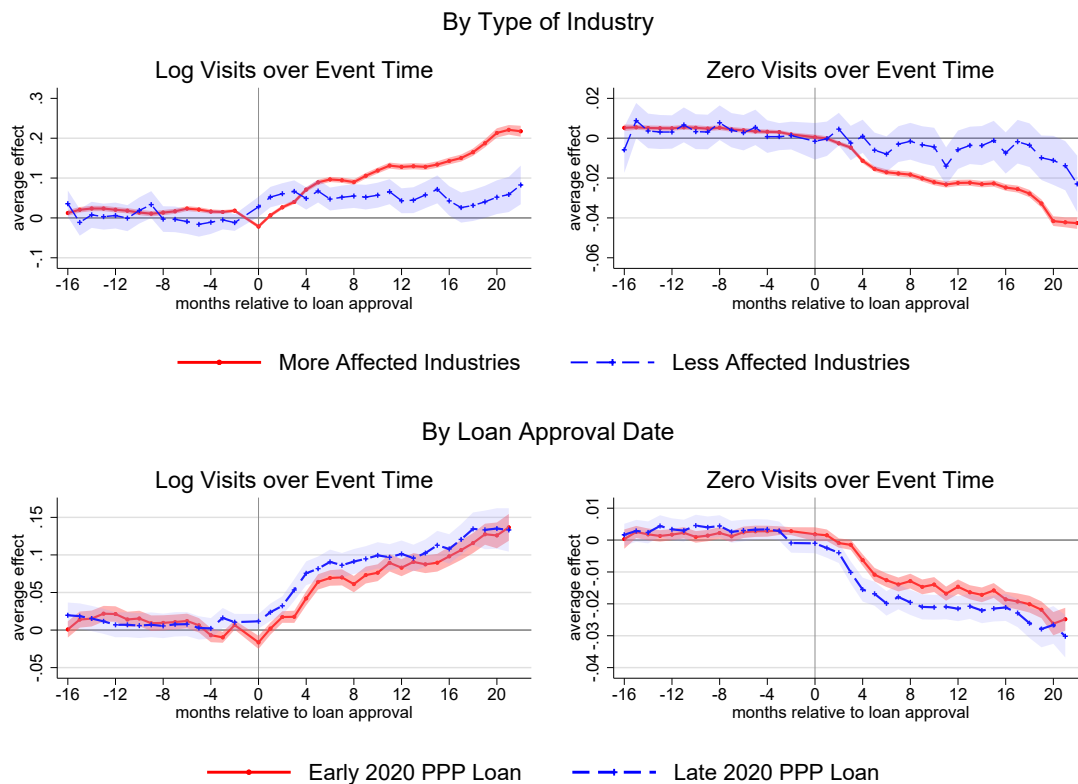 By Type of Industry
Log Visits over Event Time
average effect
.3
.2
.1
0
-.1
-16 -12 -8 -4 0 4 8 12 16 20
months relative to loan approval
Zero Visits over Event Time
average effect
.02
0
-.02
-.04
-.06
-16 -12 -8 -4 0 4 8 12 16 20
months relative to loan approval
More Affected Industries Less Affected Industries
By Loan Approval Date
Log Visits over Event Time
average effect
.15
.1
.05
0
-.05
-16 -12 -8 -4 0 4 8 12 16 20
months relative to loan approval
Zero Visits over Event Time
average effect
.01
0
-.01
-.02
-.03
-.04
-16 -12 -8 -4 0 4 8 12 16 20
months relative to loan approval
Early 2020 PPP Loan Late 2020 PPP Loan